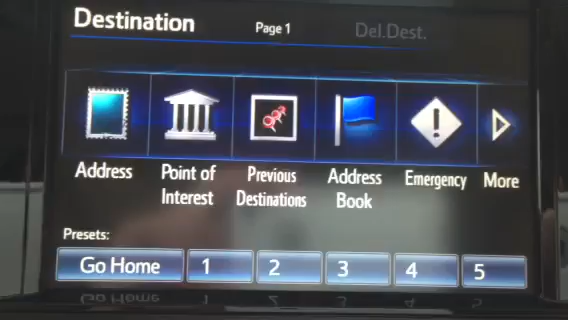 Destination Page 1 Del.Dest.
Address Point of Interest Previous Destinations Address Book Emergency More
Presets:
Go Home 1 2 3 4 5